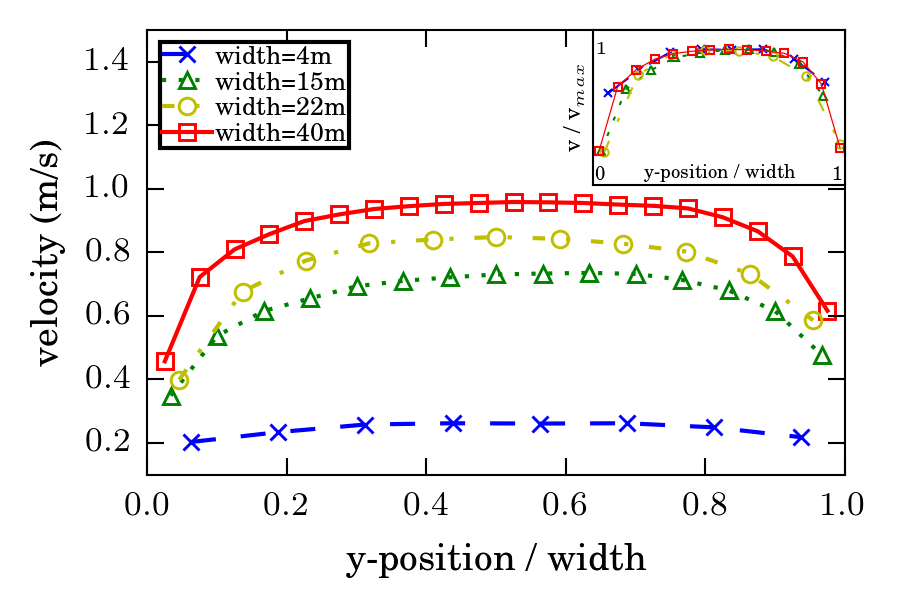 1.4
1.2
1.0
0.8
0.6
0.4
0.2
velocity (m/s)
width=4m
width=15m
width=22m
width=40m
1
v / v_max
0 y-position / width 1
0.0 0.2 0.4 0.6 0.8 1.0
y-position / width